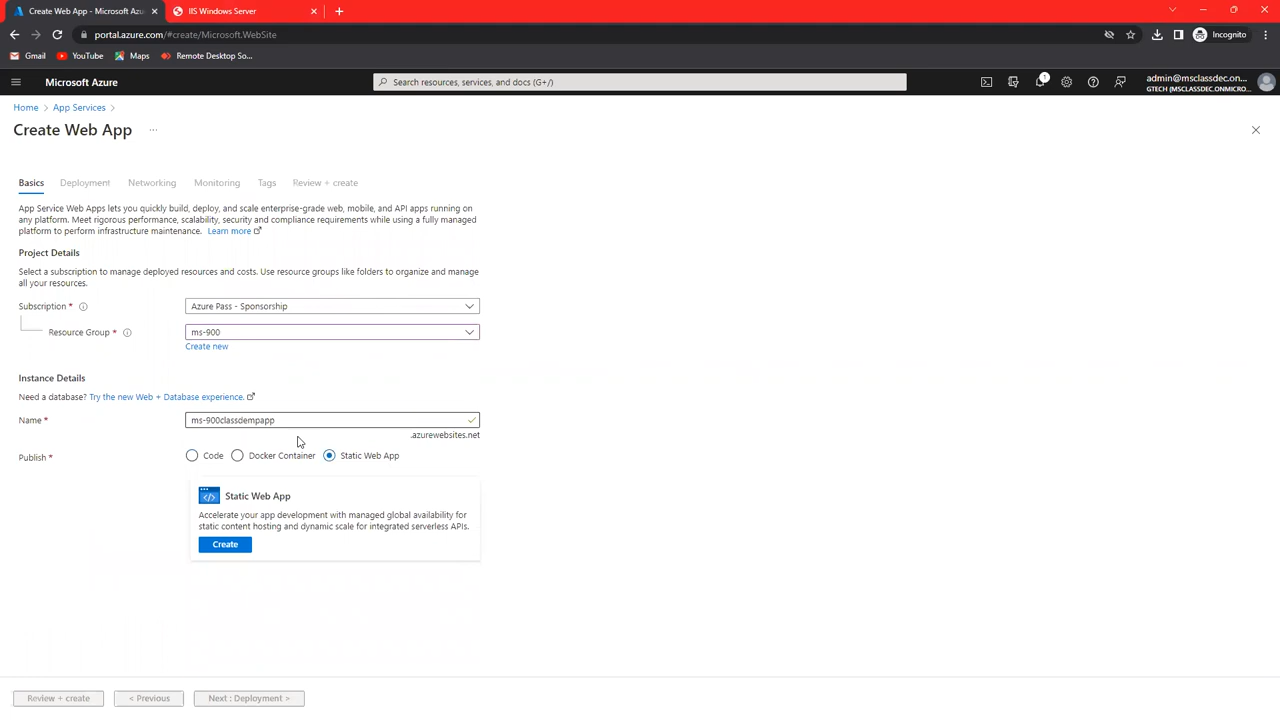 Create Web App - Microsoft Azu
IIS Windows Server
portal.azure.com/#create/Microsoft.WebSite
Incognito
Gmail
YouTube
Maps
Remote Desktop So...
Microsoft Azure
Search resources, services, and docs (G+/)
1
admin@msclassdec.on...
GTECH (MSCLASSDEC.ONMICRO...
Home > App Services >
Create Web App ...
Basics Deployment Networking Monitoring Tags Review + create
App Service Web Apps lets you quickly build, deploy, and scale enterprise-grade web, mobile, and API apps running on
any platform. Meet rigorous performance, scalability, security and compliance requirements while using a fully managed
platform to perform infrastructure maintenance. Learn more
Project Details
Select a subscription to manage deployed resources and costs. Use resource groups like folders to organize and manage
all your resources.
Subscription * Azure Pass - Sponsorship
Resource Group * ms-900
Create new
Instance Details
Need a database? Try the new Web + Database experience.
Name * ms-900classdempapp
.azurewebsites.net
Publish * Code Docker Container Static Web App
Static Web App
Accelerate your app development with managed global availability for
static content hosting and dynamic scale for integrated serverless APIs.
Create
Review + create < Previous Next : Deployment >